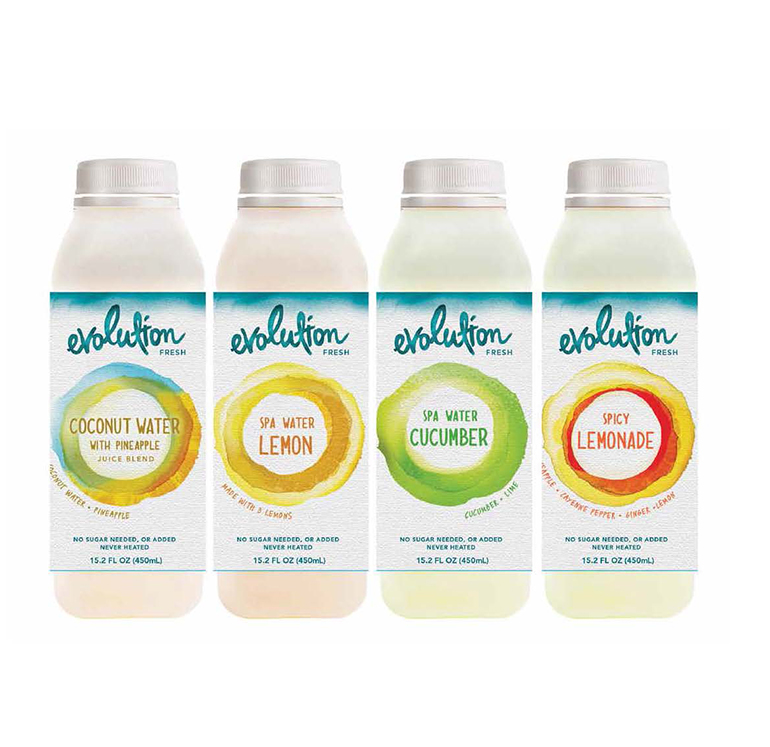 evolution
FRESH
COCONUT WATER
WITH PINEAPPLE
JUICE BLEND
COCONUT WATER • PINEAPPLE
NO SUGAR NEEDED, OR ADDED
NEVER HEATED
15.2 FL OZ (450mL)
evolution
FRESH
SPA WATER
LEMON
MADE WITH 3 LEMONS
NO SUGAR NEEDED, OR ADDED
NEVER HEATED
15.2 FL OZ (450mL)
evolution
FRESH
SPA WATER
CUCUMBER
CUCUMBER • LIME
NO SUGAR NEEDED, OR ADDED
NEVER HEATED
15.2 FL OZ (450mL)
evolution
FRESH
SPICY
LEMONADE
EAPPLE • CAYENNE PEPPER • GINGER • LEMON
NO SUGAR NEEDED, OR ADDED
NEVER HEATED
15.2 FL OZ (450mL)